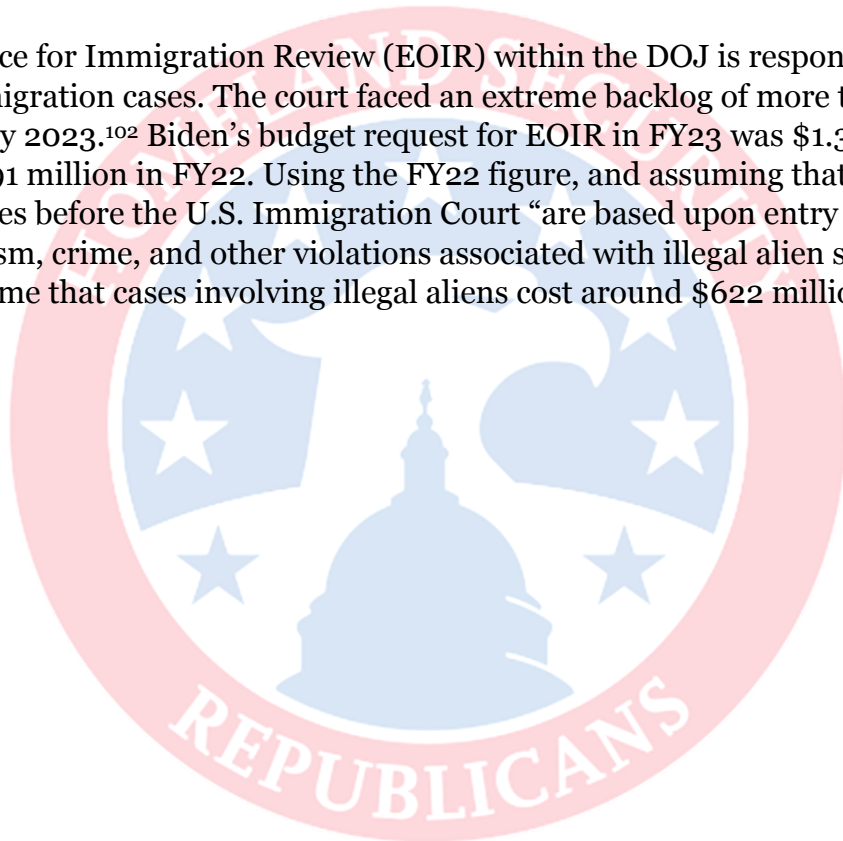 ce for Immigration Review (EOIR) within the DOJ is respon
igration cases. The court faced an extreme backlog of more t
y 2023.¹⁰² Biden’s budget request for EOIR in FY23 was $1.3
91 million in FY22. Using the FY22 figure, and assuming that
es before the U.S. Immigration Court “are based upon entry
sm, crime, and other violations associated with illegal alien s
me that cases involving illegal aliens cost around $622 millio
HOMELAND SECURITY
REPUBLICANS